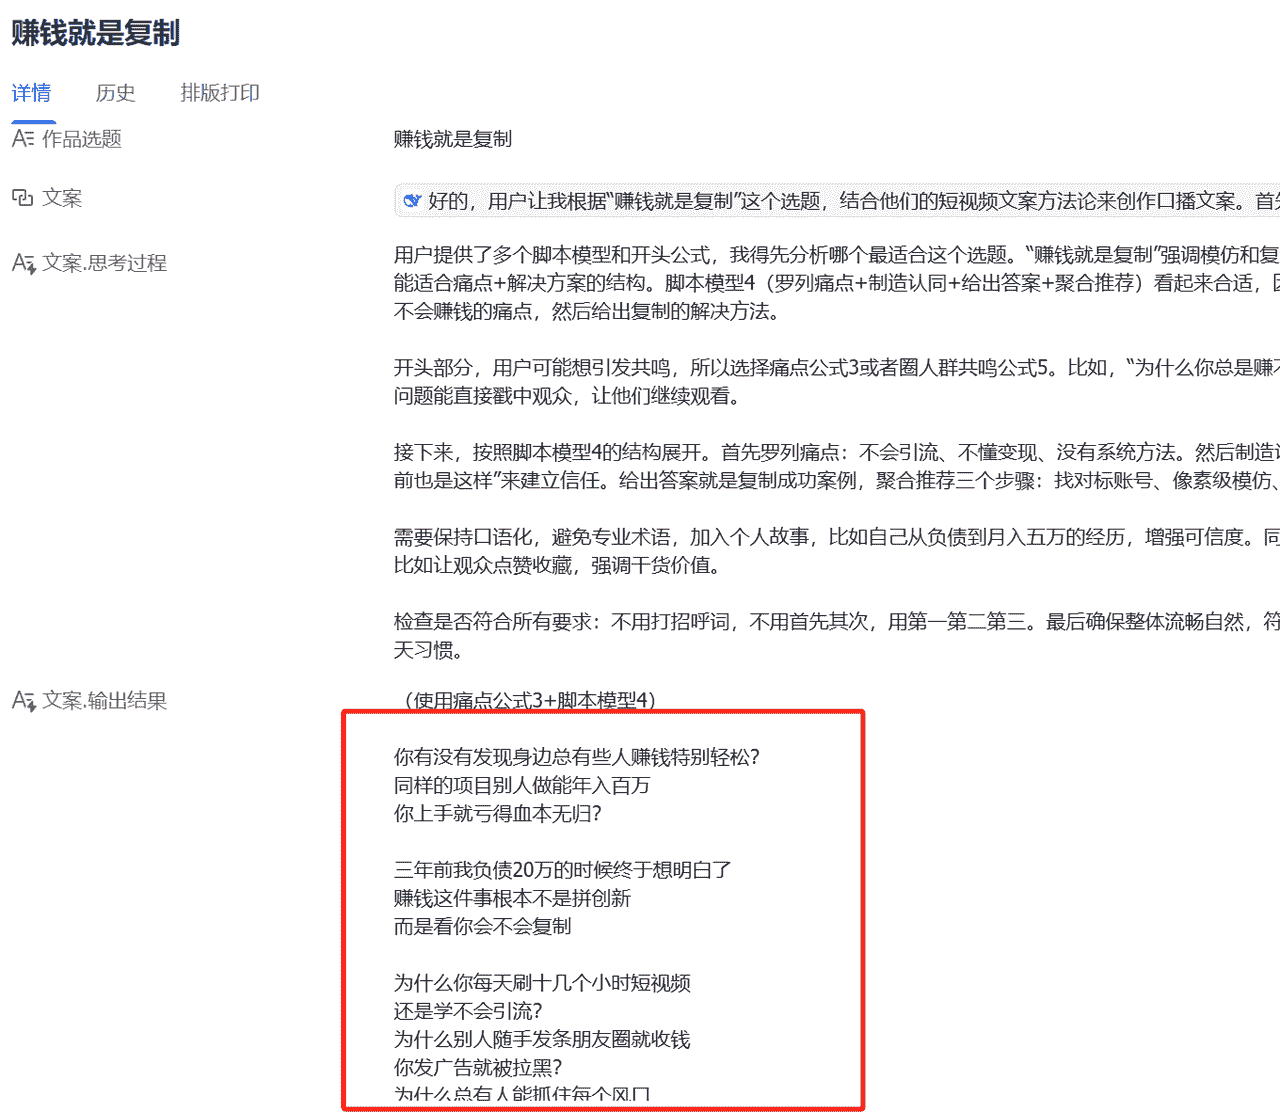 赚钱就是复制
详情 历史 排版打印
作品选题 赚钱就是复制
文案 好的，用户让我根据“赚钱就是复制”这个选题，结合他们的短视频文案方法论来创作口播文案。首先
文案.思考过程 用户提供了多个脚本模型和开头公式，我得先分析哪个最适合这个选题。“赚钱就是复制”强调模仿和复
能适合痛点+解决方案的结构。脚本模型4（罗列痛点+制造认同+给出答案+聚合推荐）看起来合适，因
不会赚钱的痛点，然后给出复制的解决方法。
开头部分，用户可能想引发共鸣，所以选择痛点公式3或者圈人群共鸣公式5。比如，“为什么你总是赚不
问题能直接戳中观众，让他们继续观看。
接下来，按照脚本模型4的结构展开。首先罗列痛点：不会引流、不懂变现、没有系统方法。然后制造认
前也是这样”来建立信任。给出答案就是复制成功案例，聚合推荐三个步骤：找对标账号、像素级模仿、
需要保持口语化，避免专业术语，加入个人故事，比如自己从负债到月入五万的经历，增强可信度。同
比如让观众点赞收藏，强调干货价值。
检查是否符合所有要求：不用打招呼词，不用首先其次，用第一第二第三。最后确保整体流畅自然，符
天习惯。
文案.输出结果 （使用痛点公式3+脚本模型4）
你有没有发现身边总有些人赚钱特别轻松？
同样的项目别人做能年入百万
你上手就亏得血本无归？
三年前我负债20万的时候终于想明白了
赚钱这件事根本不是拼创新
而是看你会不会复制
为什么你每天刷十几个小时短视频
还是学不会引流？
为什么别人随手发条朋友圈就收钱
你发广告就被拉黑？
为什么总有人能抓住每个风口